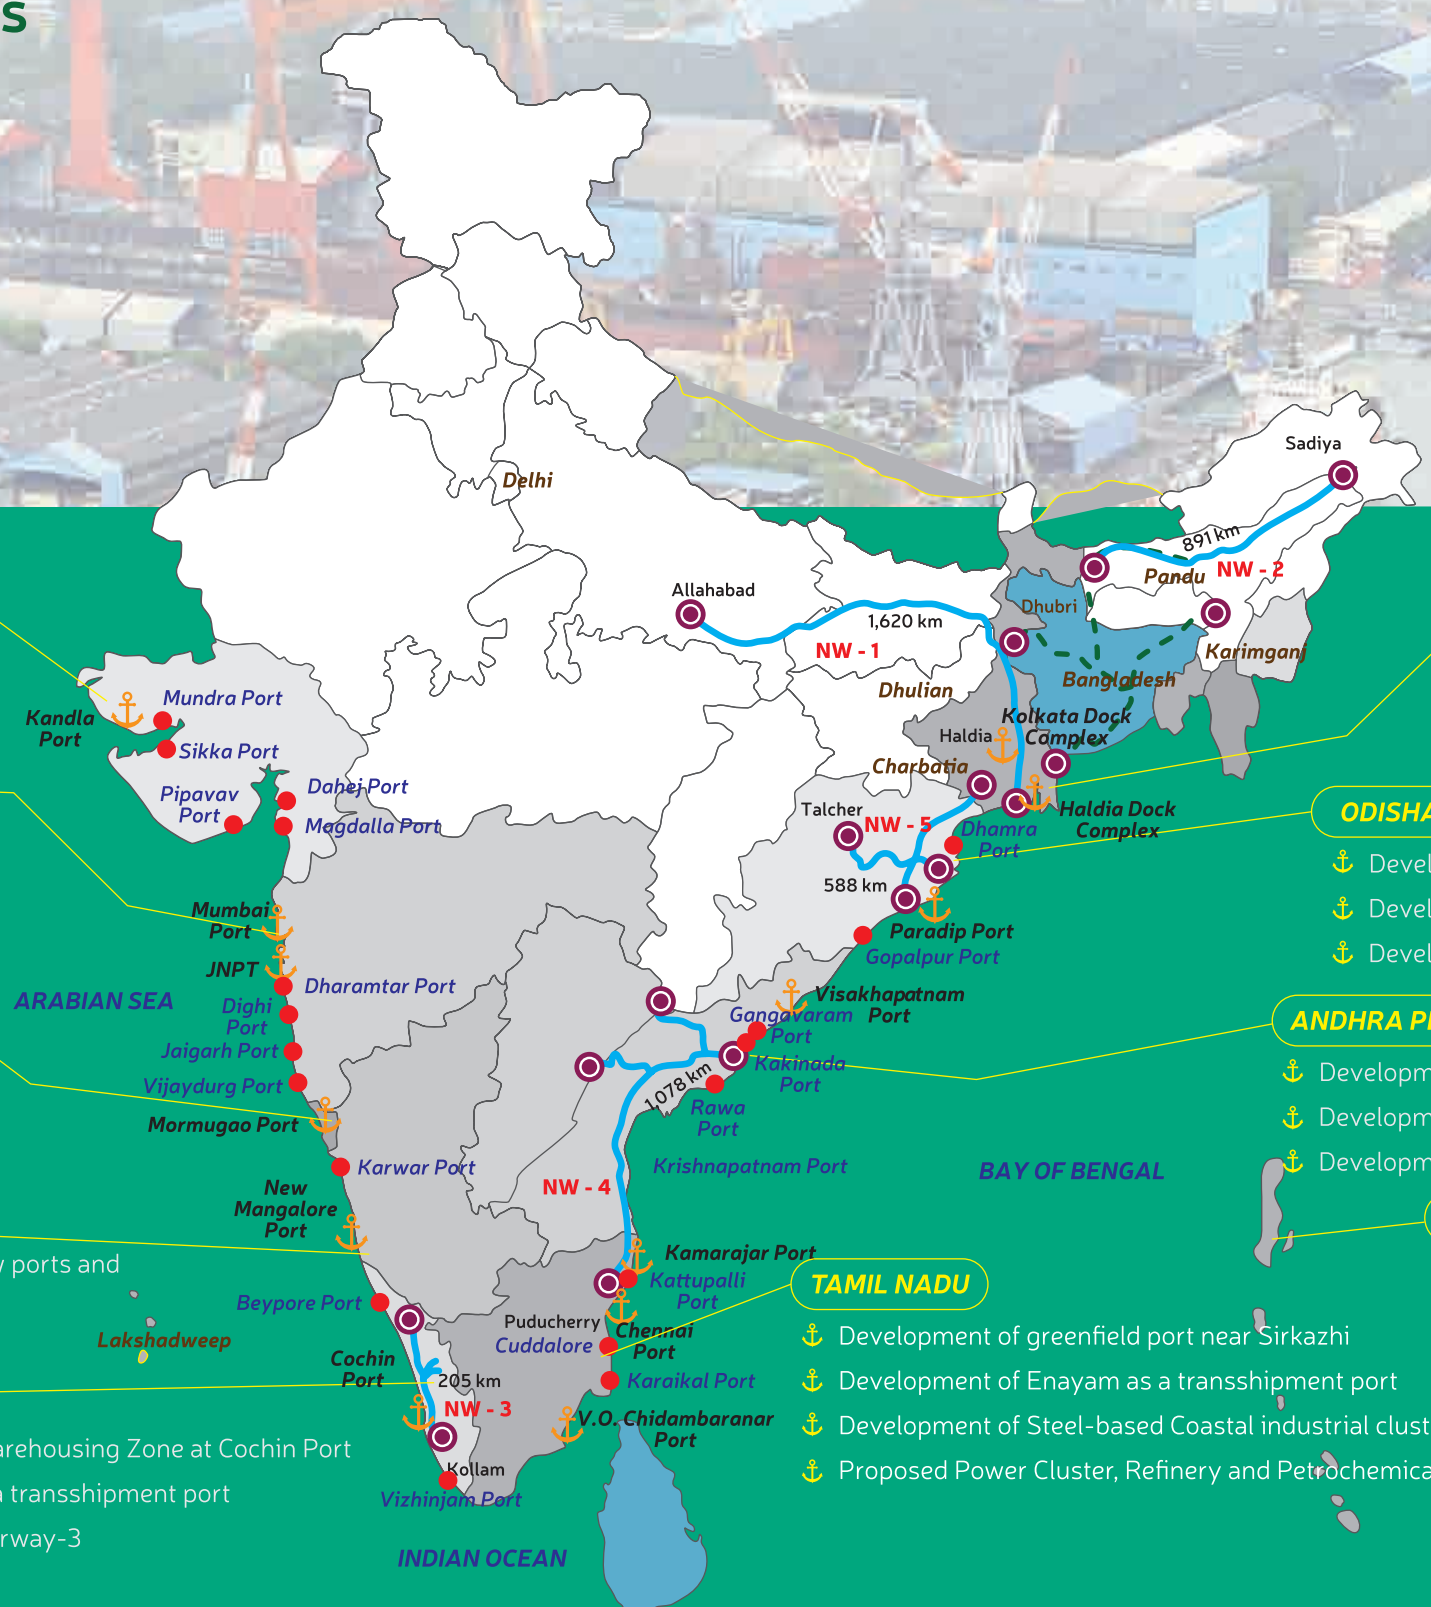 S
Sadiya
Delhi
891 km
Pandu
NW - 2
Allahabad
1,620 km
NW - 1
Dhubri
Karimganj
Bangladesh
Dhulian
Mundra Port
Kandla
Port
Sikka Port
Pipavav
Port
Dahej Port
Magdalla Port
Kolkata Dock
Complex
Haldia
Charbatia
Haldia Dock
Complex
Talcher
NW - 5
Dhamra
Port
588 km
Paradip Port
Gopalpur Port
ODISHA
Devel
Devel
Devel
Mumbai
Port
JNPT
Dharamtar Port
ARABIAN SEA
Dighi
Port
Jaigarh Port
Vijaydurg Port
Mormugao Port
Karwar Port
Visakhapatnam
Port
Gangavaram
Port
Kakinada
Port
1,078 km
Rawa
Port
Krishnapatnam Port
NW - 4
BAY OF BENGAL
ANDHRA P
Developm
Developm
Developm
New
Mangalore
Port
y ports and
Beypore Port
Lakshadweep
Kamarajar Port
Kattupalli
Port
Puducherry
Cuddalore
Chennai
Port
Cochin
Port
205 km
NW - 3
Karaikal Port
V.O. Chidambaranar
Port
Kollam
Vizhinjam Port
INDIAN OCEAN
TAMIL NADU
Development of greenfield port near Sirkazhi
Development of Enayam as a transshipment port
Development of Steel-based Coastal industrial clust
Proposed Power Cluster, Refinery and Petrochemica
arehousing Zone at Cochin Port
a transshipment port
rway-3